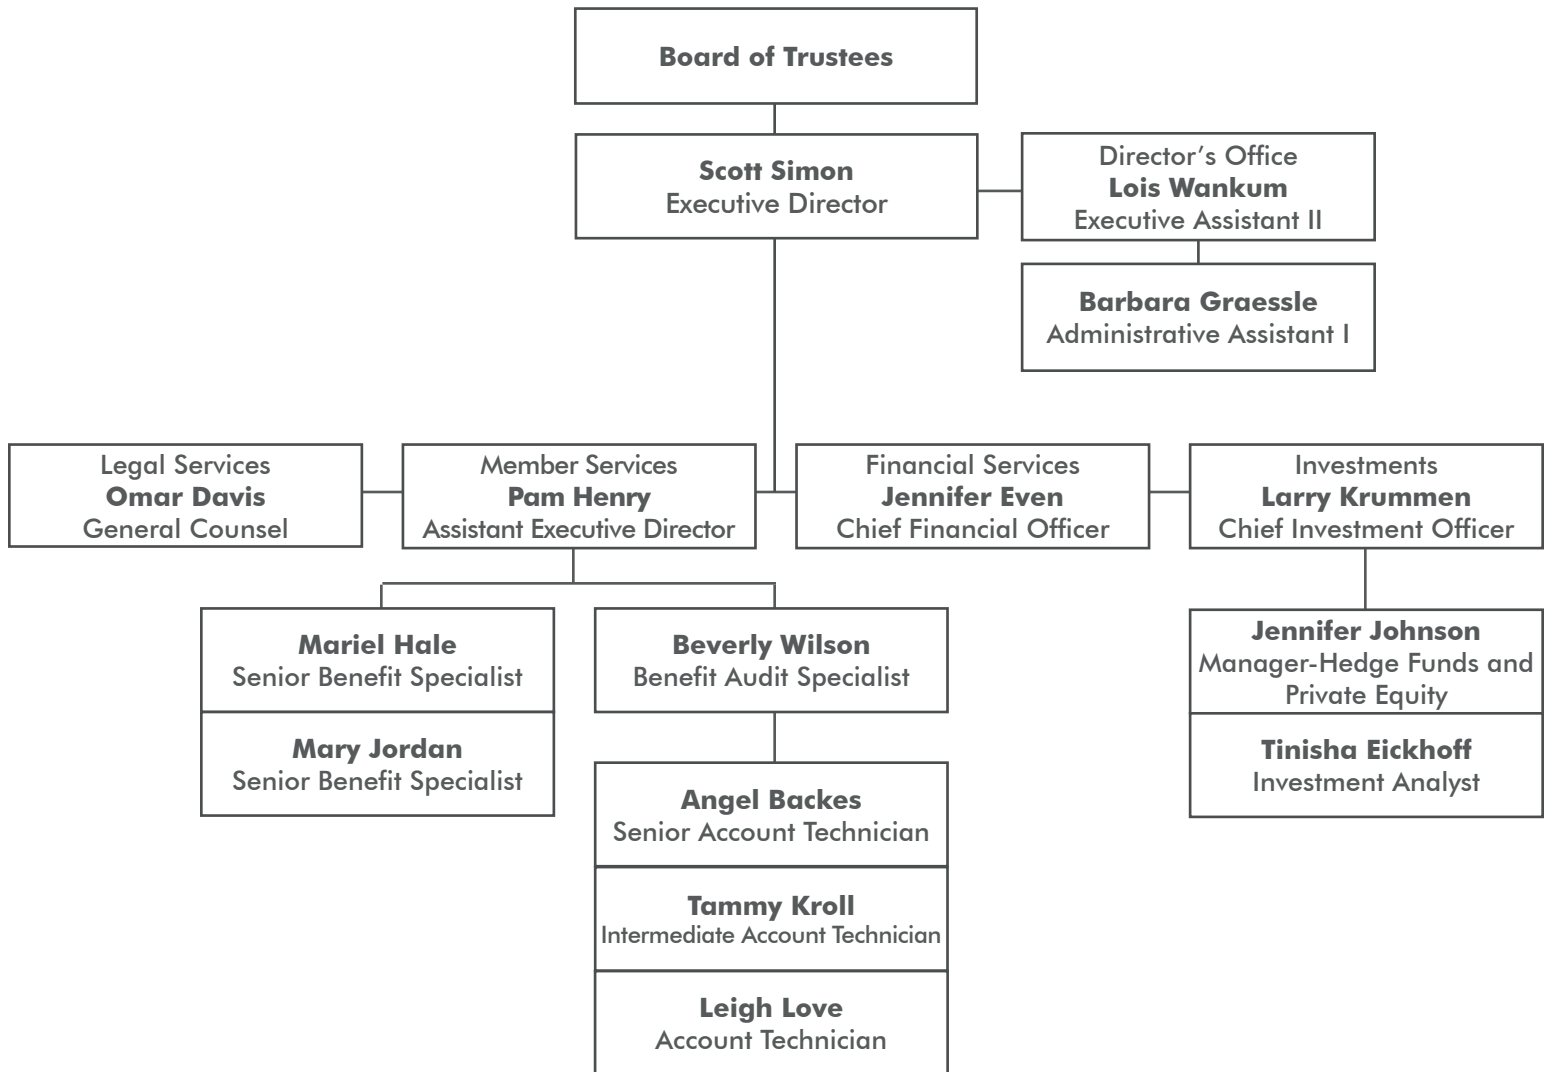 Board of Trustees
Scott Simon
Executive Director
Director’s Office
Lois Wankum
Executive Assistant II
Barbara Graessle
Administrative Assistant I
Legal Services
Omar Davis
General Counsel
Member Services
Pam Henry
Assistant Executive Director
Financial Services
Jennifer Even
Chief Financial Officer
Investments
Larry Krummen
Chief Investment Officer
Mariel Hale
Senior Benefit Specialist
Mary Jordan
Senior Benefit Specialist
Beverly Wilson
Benefit Audit Specialist
Angel Backes
Senior Account Technician
Tammy Kroll
Intermediate Account Technician
Leigh Love
Account Technician
Jennifer Johnson
Manager-Hedge Funds and
Private Equity
Tinisha Eickhoff
Investment Analyst